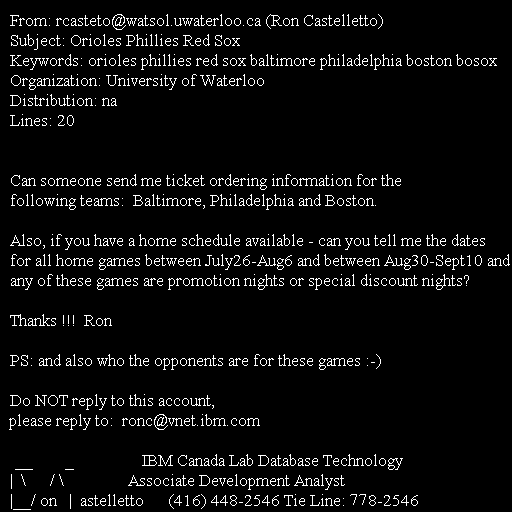 From: rcasteto@watsol.uwaterloo.ca (Ron Castelletto)
Subject: Orioles Phillies Red Sox
Keywords: orioles phillies red sox baltimore philadelphia boston bosox
Organization: University of Waterloo
Distribution: na
Lines: 20
Can someone send me ticket ordering information for the
following teams:  Baltimore, Philadelphia and Boston.
Also, if you have a home schedule available - can you tell me the dates
for all home games between July26-Aug6 and between Aug30-Sept10 and
any of these games are promotion nights or special discount nights?
Thanks !!!  Ron
PS: and also who the opponents are for these games :-)
Do NOT reply to this account,
please reply to:  ronc@vnet.ibm.com
__        _                 IBM Canada Lab Database Technology
|  \      / \                Associate Development Analyst
|__/ on   |  astelletto      (416) 448-2546 Tie Line: 778-2546